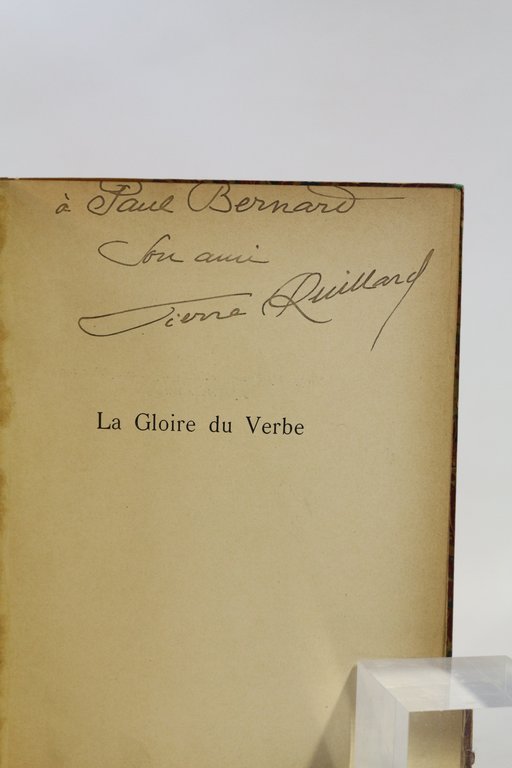 à Paul Bernard
Son ami
Pierre Quillard
La Gloire du Verbe